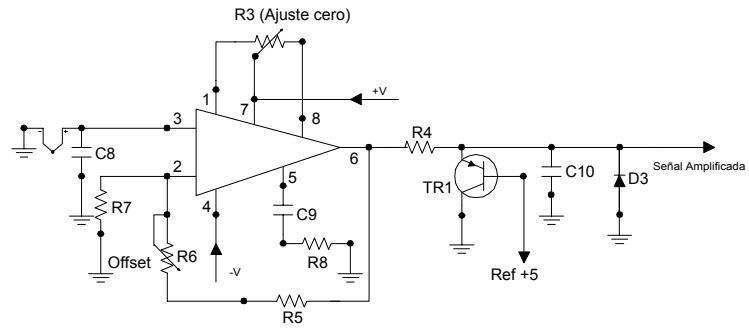 R3 (Ajuste cero)
+V
1
7
8
3
R4
6
C8
2
5
Señal Amplificada
C10
D3
TR1
R7
4
C9
R6
Offset
R8
-V
Ref +5
R5
- +